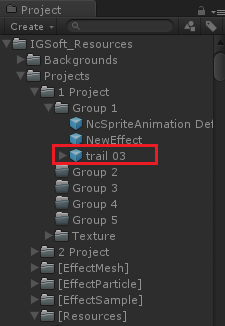 Project
Create
IGSoft_Resources
Backgrounds
Projects
1 Project
Group 1
NcSpriteAnimation Def
NewEffect
trail 03
Group 2
Group 3
Group 4
Group 5
Texture
2 Project
[EffectMesh]
[EffectParticle]
[EffectSample]
[Resources]